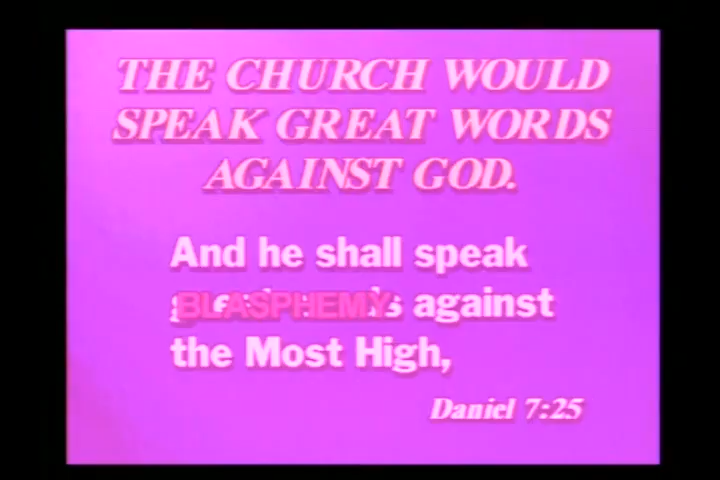 THE CHURCH WOULD
SPEAK GREAT WORDS
AGAINST GOD.
And he shall speak
BLASPHEMY against
the Most High,
Daniel 7:25